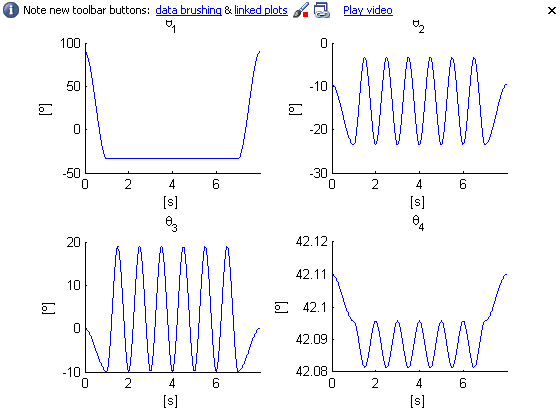 Note new toolbar buttons: data brushing & linked plots Play video
θ1
θ2
100
50
0
-50
[º]
0 2 4 6
[s]
0
-10
-20
-30
[º]
0 2 4 6
[s]
θ3
θ4
20
10
0
-10
[º]
0 2 4 6
[s]
42.12
42.11
42.1
42.09
42.08
[º]
0 2 4 6
[s]